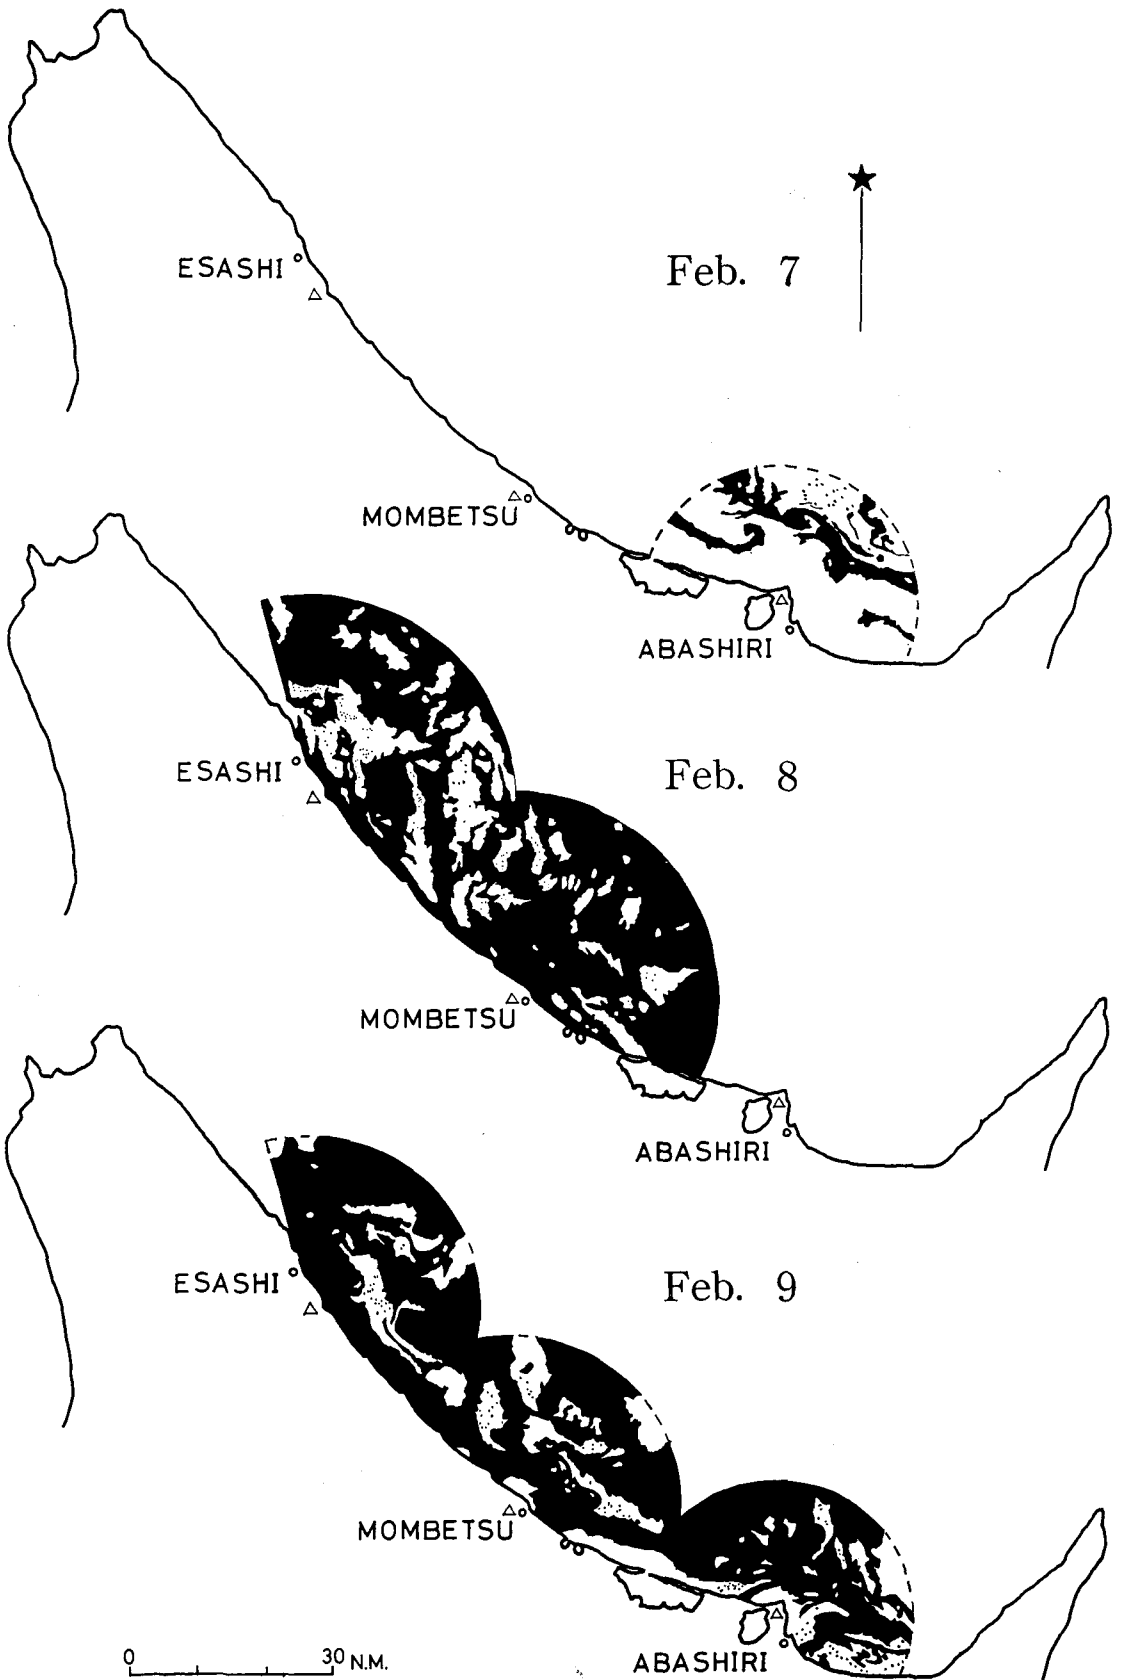 ESASHI
Feb. 7
MOMBETSU
ABASHIRI
ESASHI
Feb. 8
MOMBETSU
ABASHIRI
ESASHI
Feb. 9
MOMBETSU
ABASHIRI
0 30 N.M.